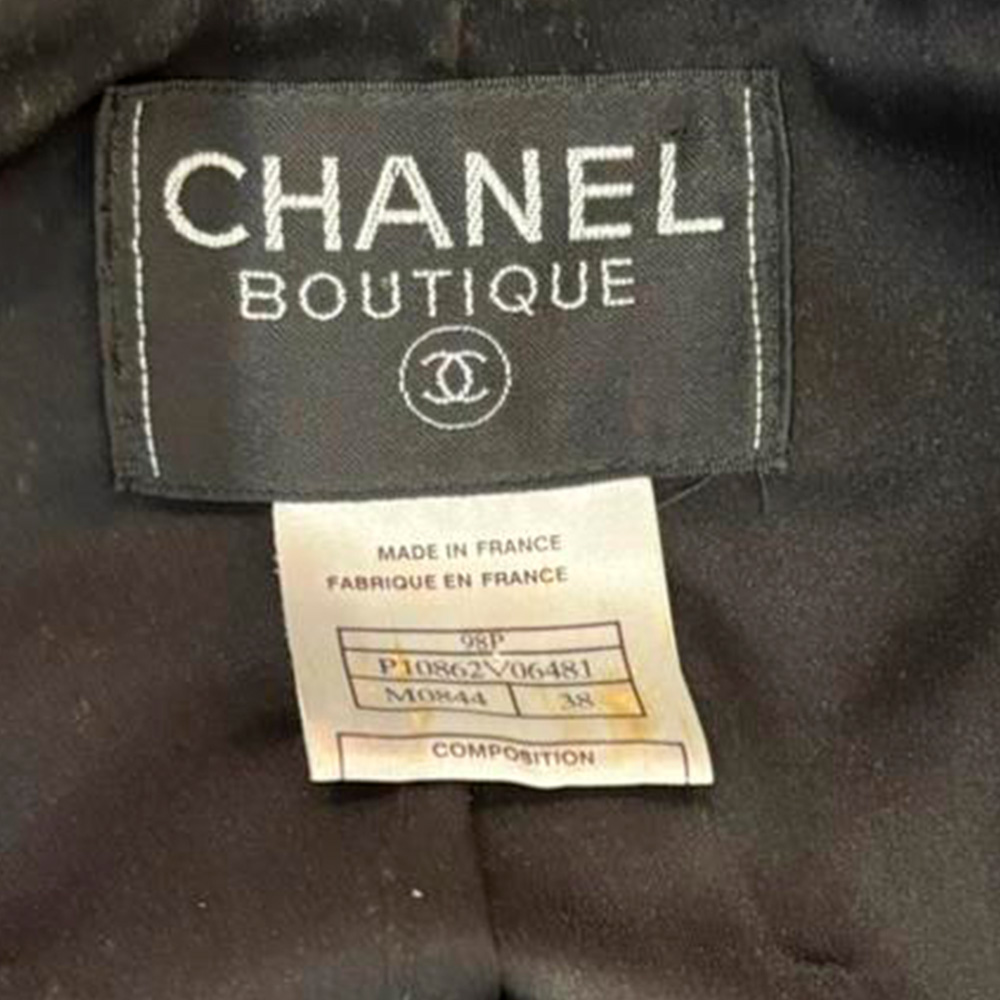 CHANEL
BOUTIQUE
MADE IN FRANCE
FABRIQUE EN FRANCE
98P
P10862V06481
M0844 38
COMPOSITION